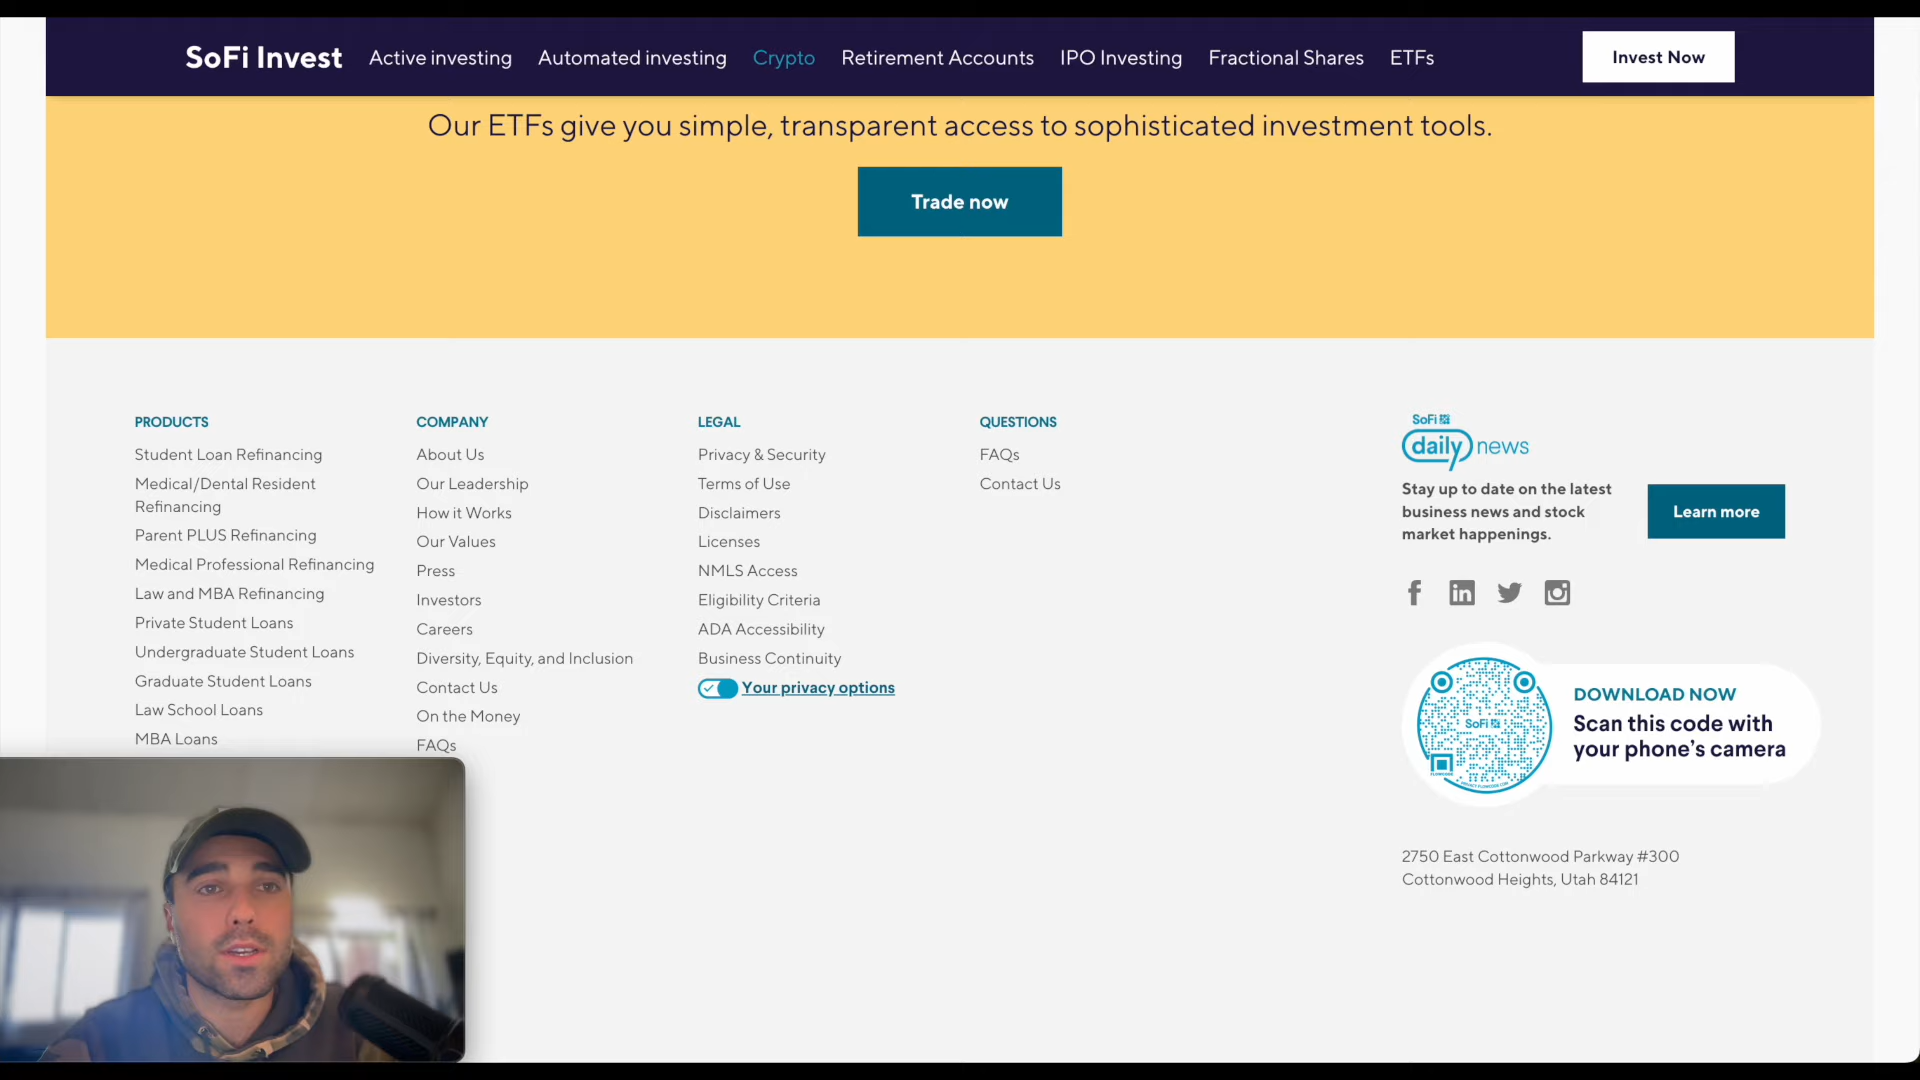 SoFi Invest Active investing Automated investing Crypto Retirement Accounts IPO Investing Fractional Shares ETFs Invest Now
Our ETFs give you simple, transparent access to sophisticated investment tools.
Trade now
PRODUCTS
Student Loan Refinancing
Medical/Dental Resident
Refinancing
Parent PLUS Refinancing
Medical Professional Refinancing
Law and MBA Refinancing
Private Student Loans
Undergraduate Student Loans
Graduate Student Loans
Law School Loans
MBA Loans
COMPANY
About Us
Our Leadership
How it Works
Our Values
Press
Investors
Careers
Diversity, Equity, and Inclusion
Contact Us
On the Money
FAQs
LEGAL
Privacy & Security
Terms of Use
Disclaimers
Licenses
NMLS Access
Eligibility Criteria
ADA Accessibility
Business Continuity
Your privacy options
QUESTIONS
FAQs
Contact Us
SoFi
daily news
Stay up to date on the latest
business news and stock
market happenings.
Learn more
SoFi
DOWNLOAD NOW
Scan this code with
your phone's camera
2750 East Cottonwood Parkway #300
Cottonwood Heights, Utah 84121